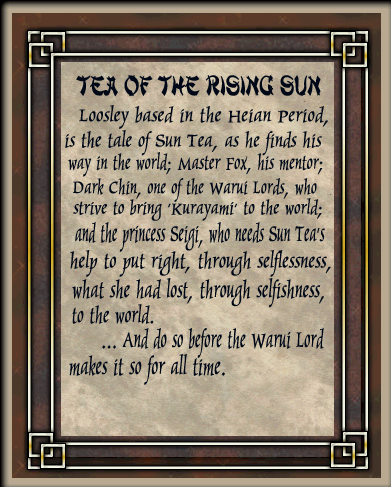 TEA OF THE RISING SUN
Loosley based in the Heian Period,
is the tale of Sun Tea, as he finds his
way in the world; Master Fox, his mentor;
Dark Chin, one of the Warui Lords, who
strive to bring 'Kurayami' to the world;
and the princess Seigi, who needs Sun Tea's
help to put right, through selflessness,
what she had lost, through selfishness,
to the world.
... And do so before the Warui Lord
makes it so for all time.